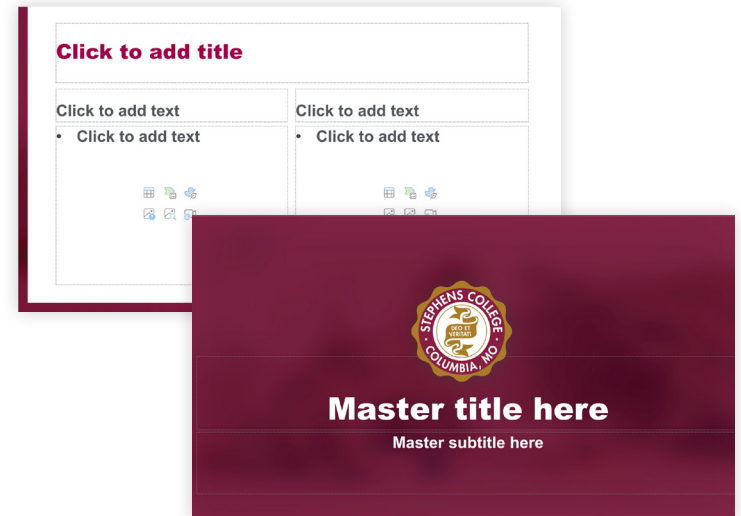 Click to add title
Click to add text
Click to add text
• Click to add text
• Click to add text
STEPHENS COLLEGE
DEO ET
VERITATI
COLUMBIA, MO
Master title here
Master subtitle here